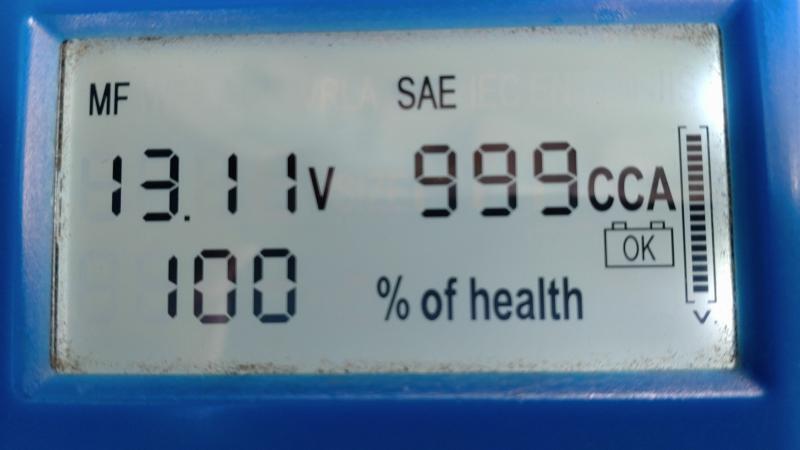 MF SAE
13.11V 999CCA
OK
100 % of health